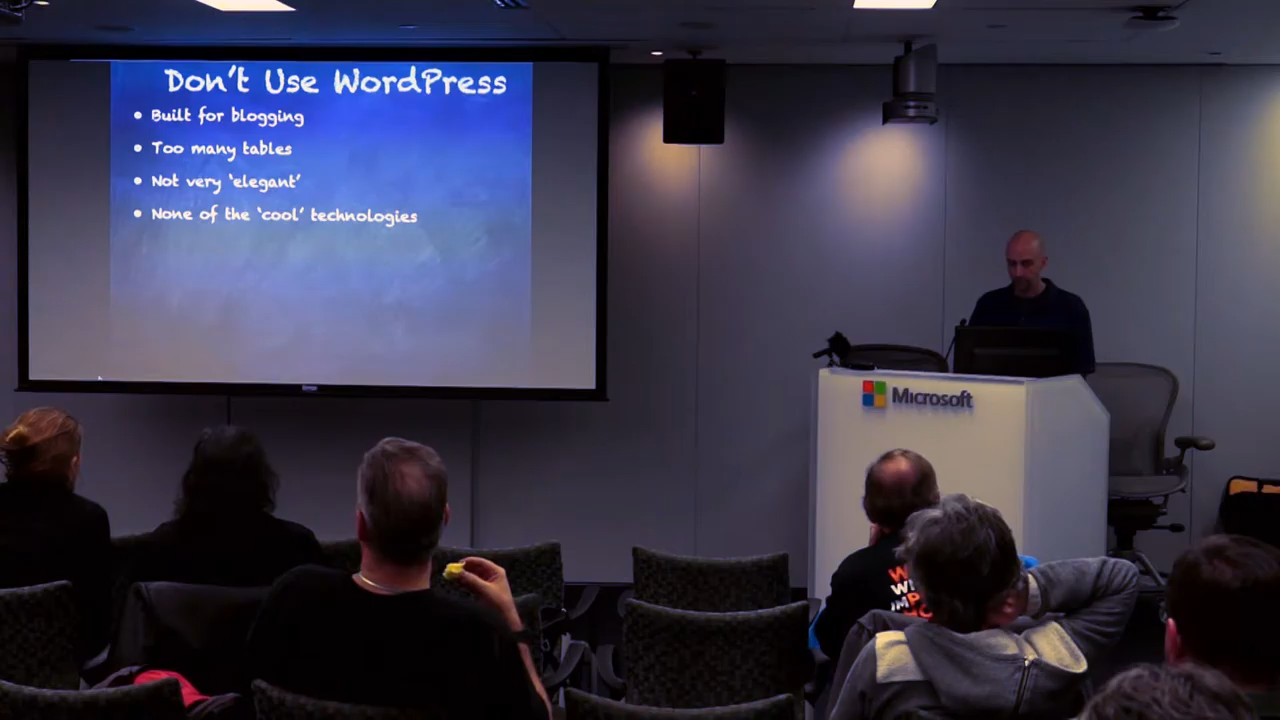 Don't Use WordPress
• Built for blogging
• Too many tables
• Not very 'elegant'
• None of the 'cool' technologies
Microsoft